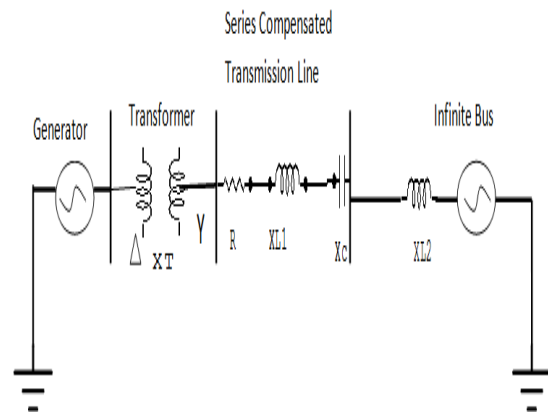 Series Compensated
Transmission Line
Generator
Transformer
Infinite Bus
Δ
XT
Y
R
XL1
Xc
XL2